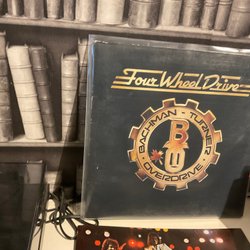 Four Wheel Drive
BACHMAN - TURNER
B
T
O
OVERDRIVE